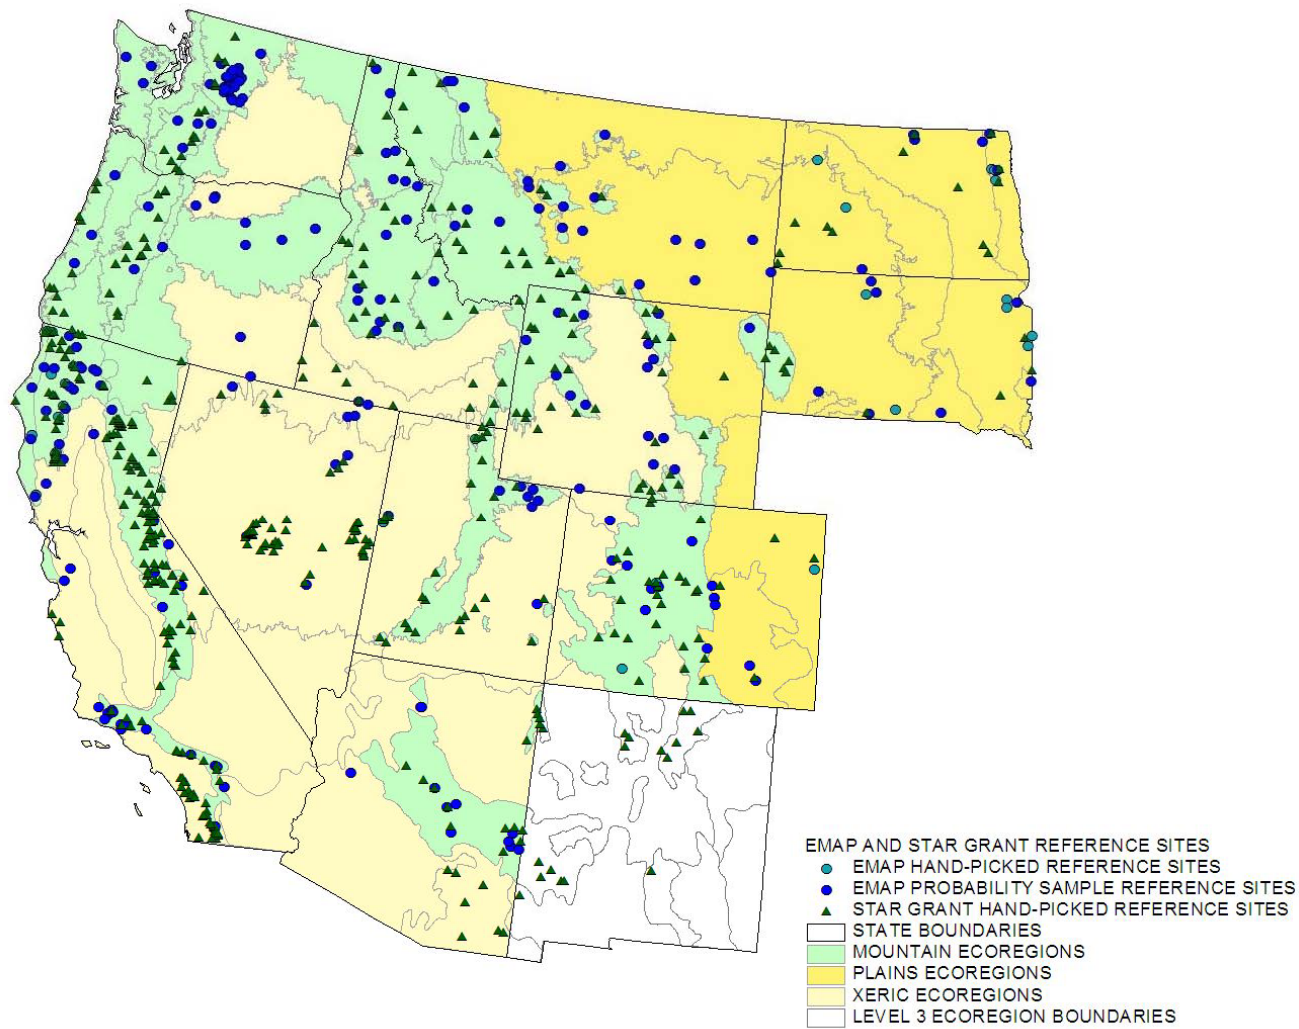 EMAP AND STAR GRANT REFERENCE SITES
EMAP HAND-PICKED REFERENCE SITES
EMAP PROBABILITY SAMPLE REFERENCE SITES
STAR GRANT HAND-PICKED REFERENCE SITES
STATE BOUNDARIES
MOUNTAIN ECOREGIONS
PLAINS ECOREGIONS
XERIC ECOREGIONS
LEVEL 3 ECOREGION BOUNDARIES